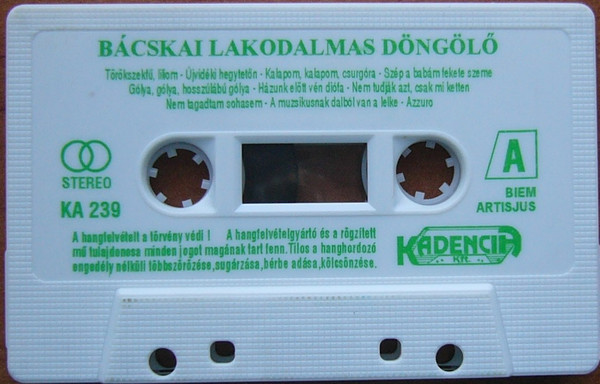 BÁCSKAI LAKODALMAS DÖNGÖLŐ
Törökszekfű, liliom - Újvidéki hegytetőn - Kalapom, kalapom, csurgóra - Szép a babám fekete szeme
Gólya, gólya, hosszúlábú gólya - Házunk előtt vén diófa - Nem tudják azt, csak mi ketten
Nem tagadtam sohasem - A muzsikusnak dalból van a lelke - Azzuro
STEREO
KA 239
A
BIEM
ARTISJUS
A hangfelvételt a törvény védi ! A hangfelvételgyártó és a rögzített
mű tulajdonosa minden jogot magának tart fenn. Tilos a hanghordozó
engedély nélküli többszörözése,sugárzása,bérbe adása,kölcsönzése.
KADENCIA
Kft.